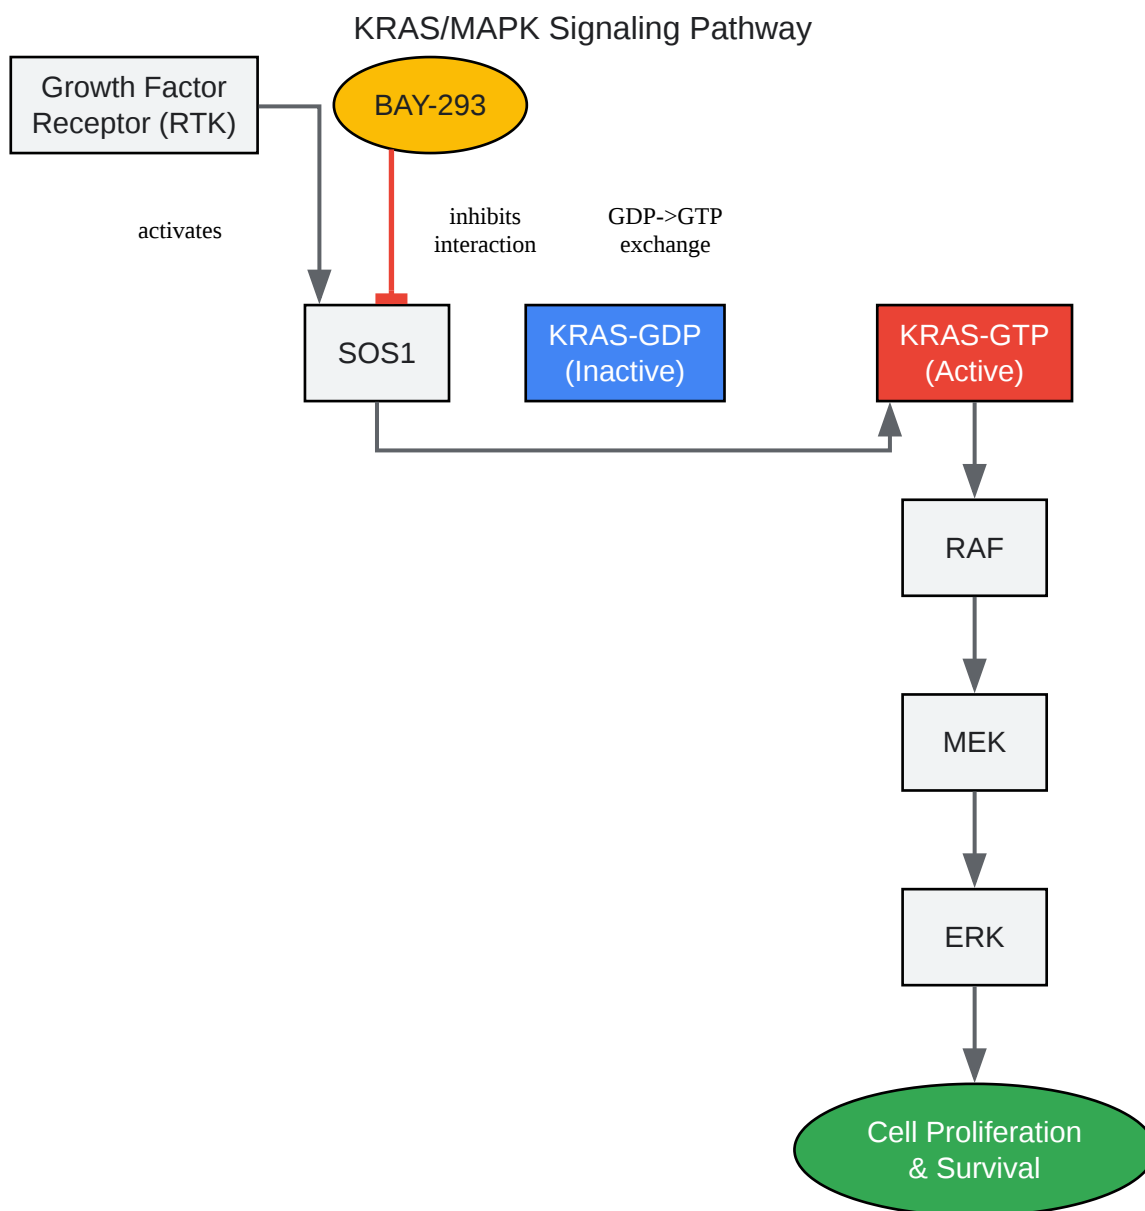 KRAS/MAPK Signaling Pathway
Growth Factor
Receptor (RTK)
BAY-293
activates
inhibits
interaction
GDP->GTP
exchange
SOS1
KRAS-GDP
(Inactive)
KRAS-GTP
(Active)
RAF
MEK
ERK
Cell Proliferation
& Survival